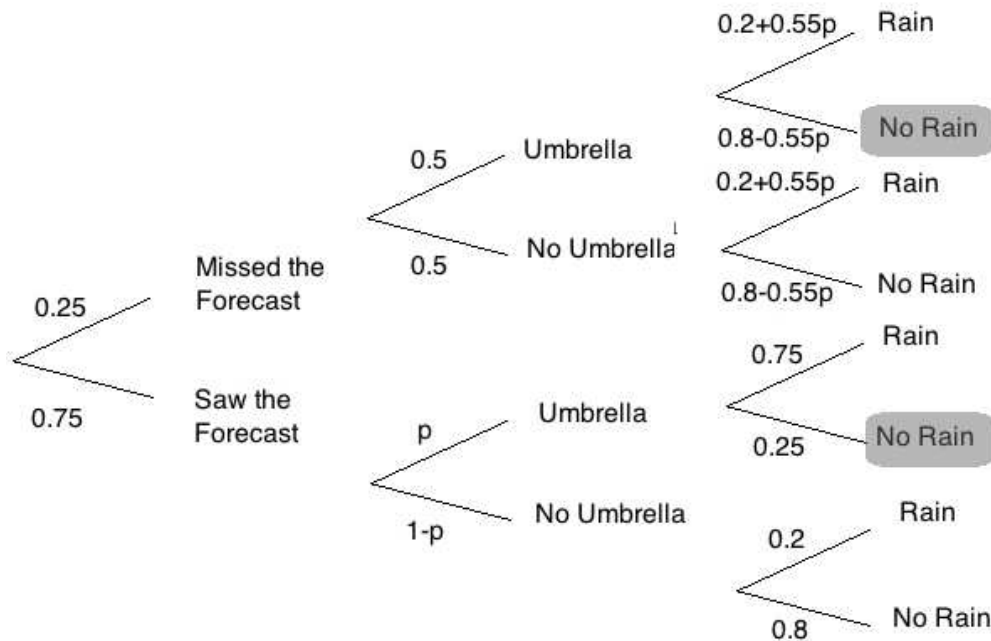 0.2+0.55p
Rain
0.8-0.55p
No Rain
0.5
Umbrella
0.2+0.55p
Rain
0.5
No Umbrella
0.8-0.55p
No Rain
0.25
Missed the
Forecast
0.75
Saw the
Forecast
p
Umbrella
0.75
Rain
0.25
No Rain
1-p
No Umbrella
0.2
Rain
0.8
No Rain